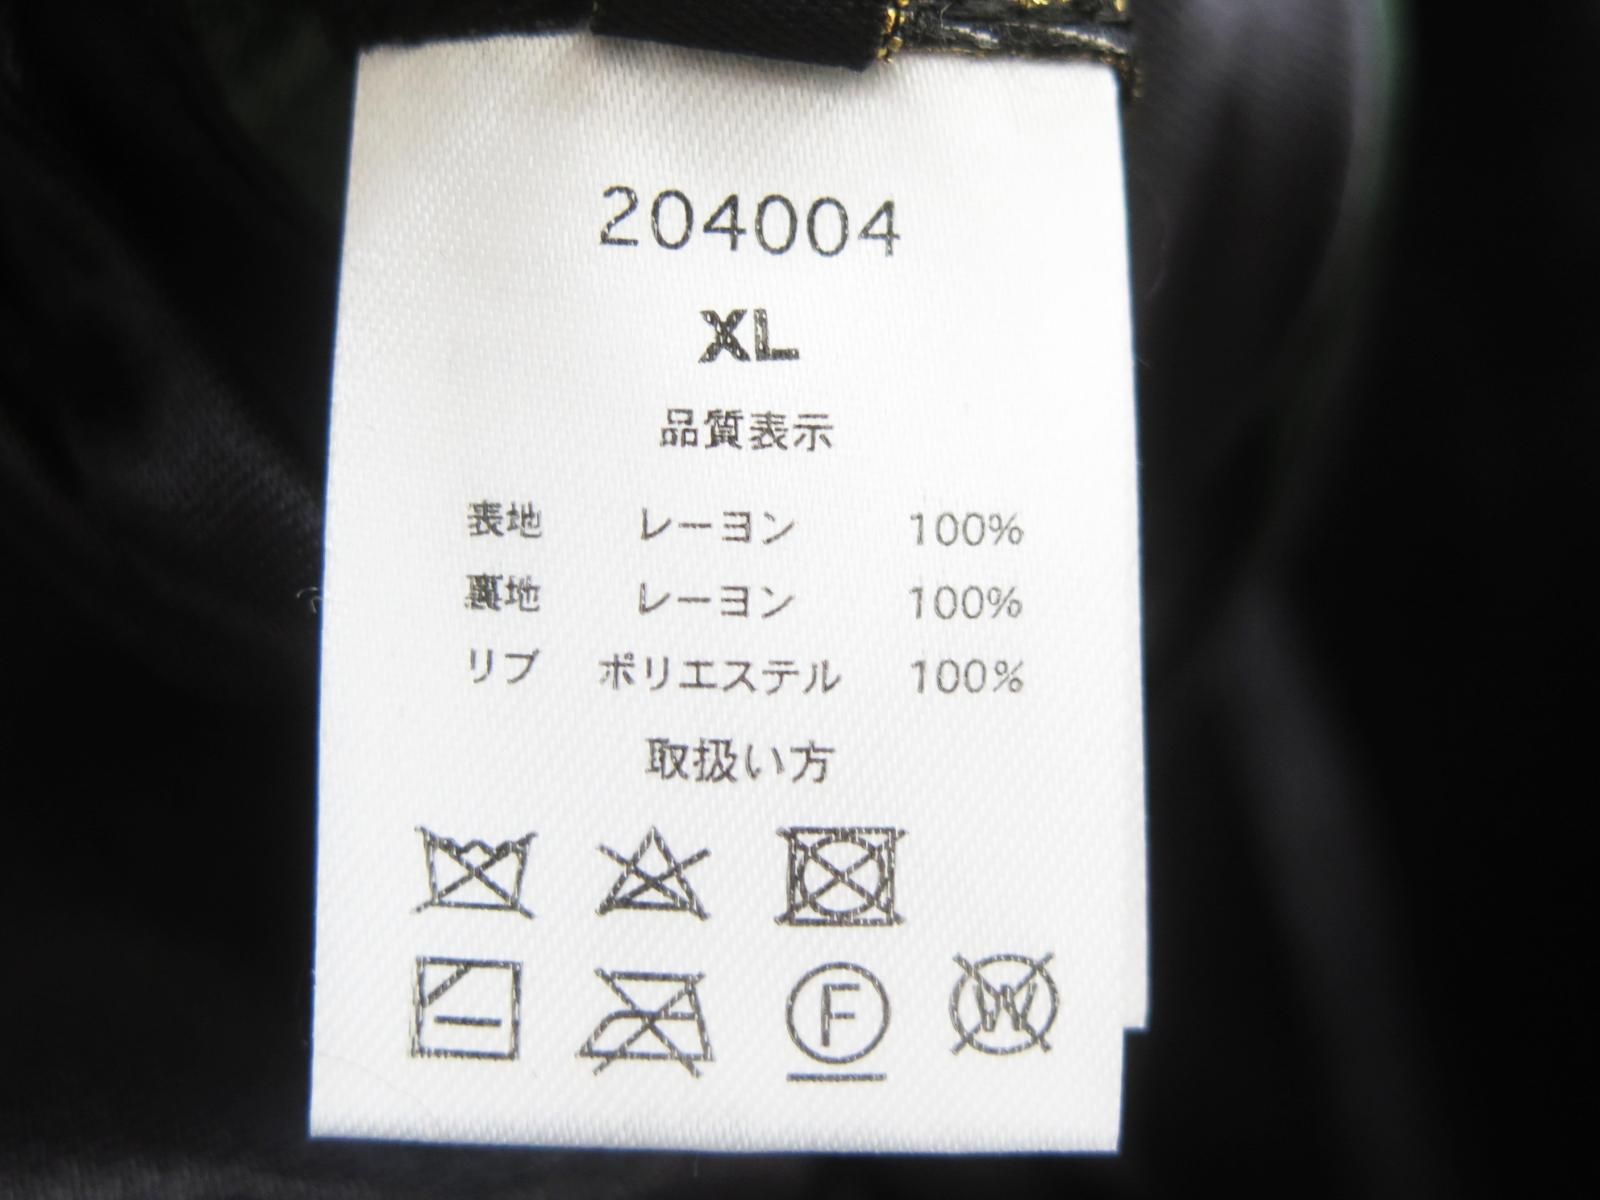 204004
XL
品質表示
表地 レーヨン 100%
裏地 レーヨン 100%
リブ ポリエステル 100%
取扱い方
F W